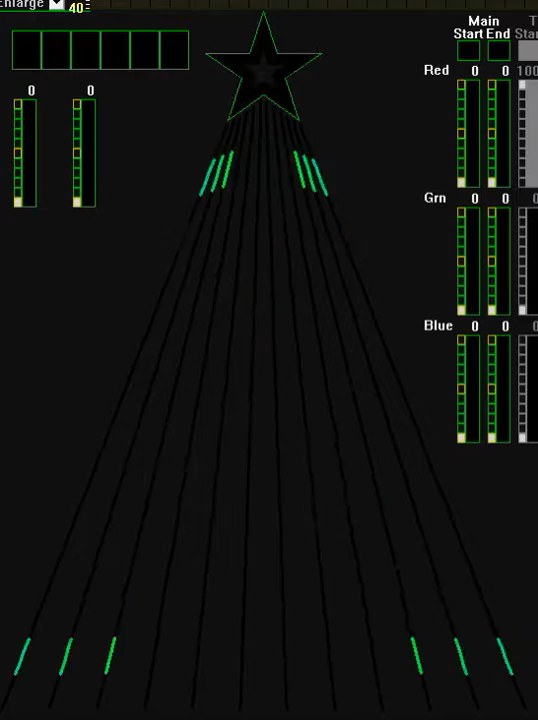 Enlarge 40
Main
Start End
Red 0 0 100
0 0
Grn 0 0
Blue 0 0